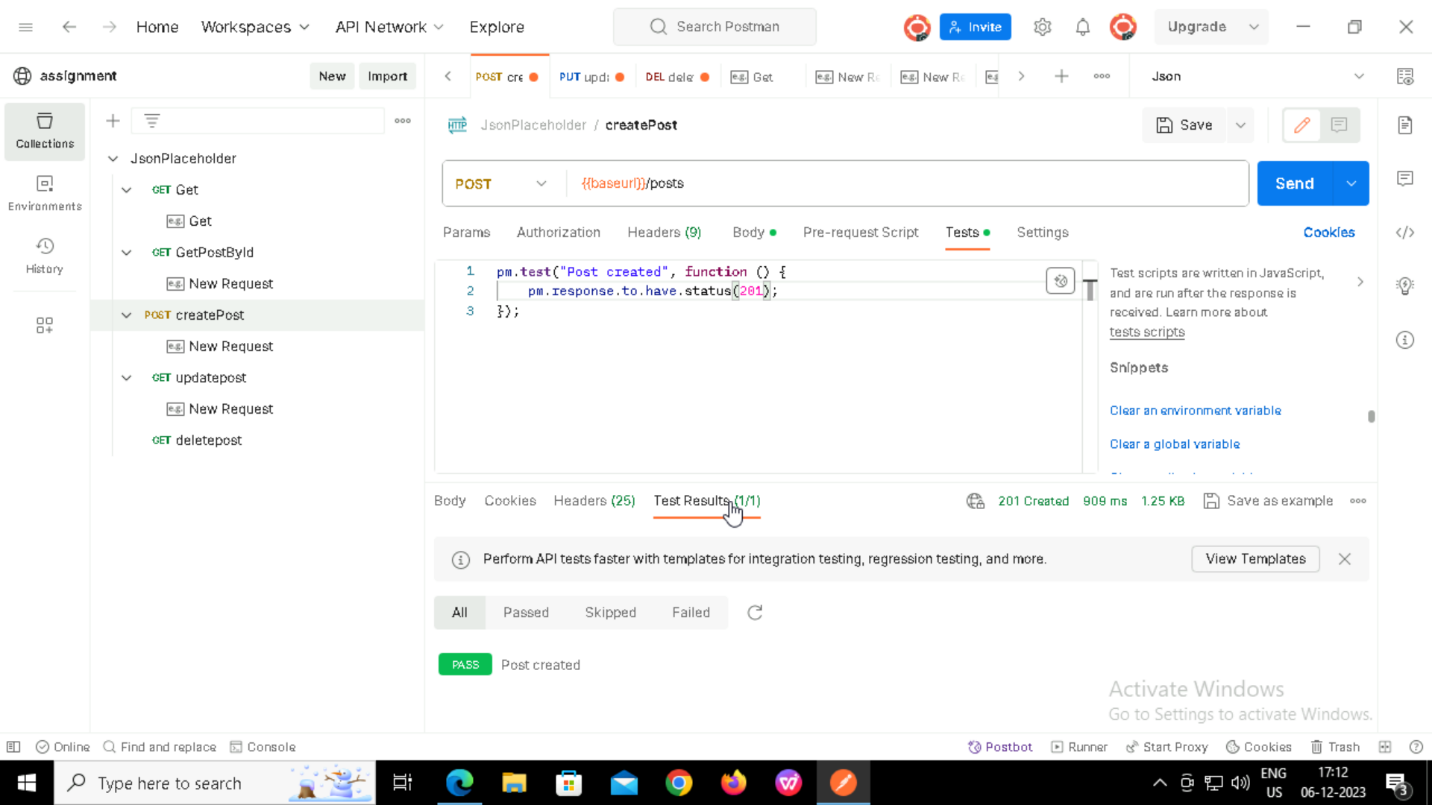 Home Workspaces API Network Explore Search Postman Invite Upgrade
assignment New Import POST cre PUT upd DEL dele Get New R New R Json
Collections
Environments
History
JsonPlaceholder
GET Get
e.g. Get
GET GetPostById
e.g. New Request
POST createPost
e.g. New Request
GET updatepost
e.g. New Request
GET deletepost
HTTP JsonPlaceholder / createPost Save
POST {{baseurl}}/posts Send
Params Authorization Headers (9) Body Pre-request Script Tests Settings Cookies
1 pm.test("Post created", function () {
2 pm.response.to.have.status(201);
3 });
Test scripts are written in JavaScript,
and are run after the response is
received. Learn more about
tests scripts
Snippets
Clear an environment variable
Clear a global variable
Body Cookies Headers (25) Test Results (1/1) 201 Created 909 ms 1.25 KB Save as example
Perform API tests faster with templates for integration testing, regression testing, and more. View Templates
All Passed Skipped Failed
PASS Post created
Activate Windows
Go to Settings to activate Windows.
Online Find and replace Console Postbot Runner Start Proxy Cookies Trash
Type here to search ENG 17:12
US 06-12-2023 3